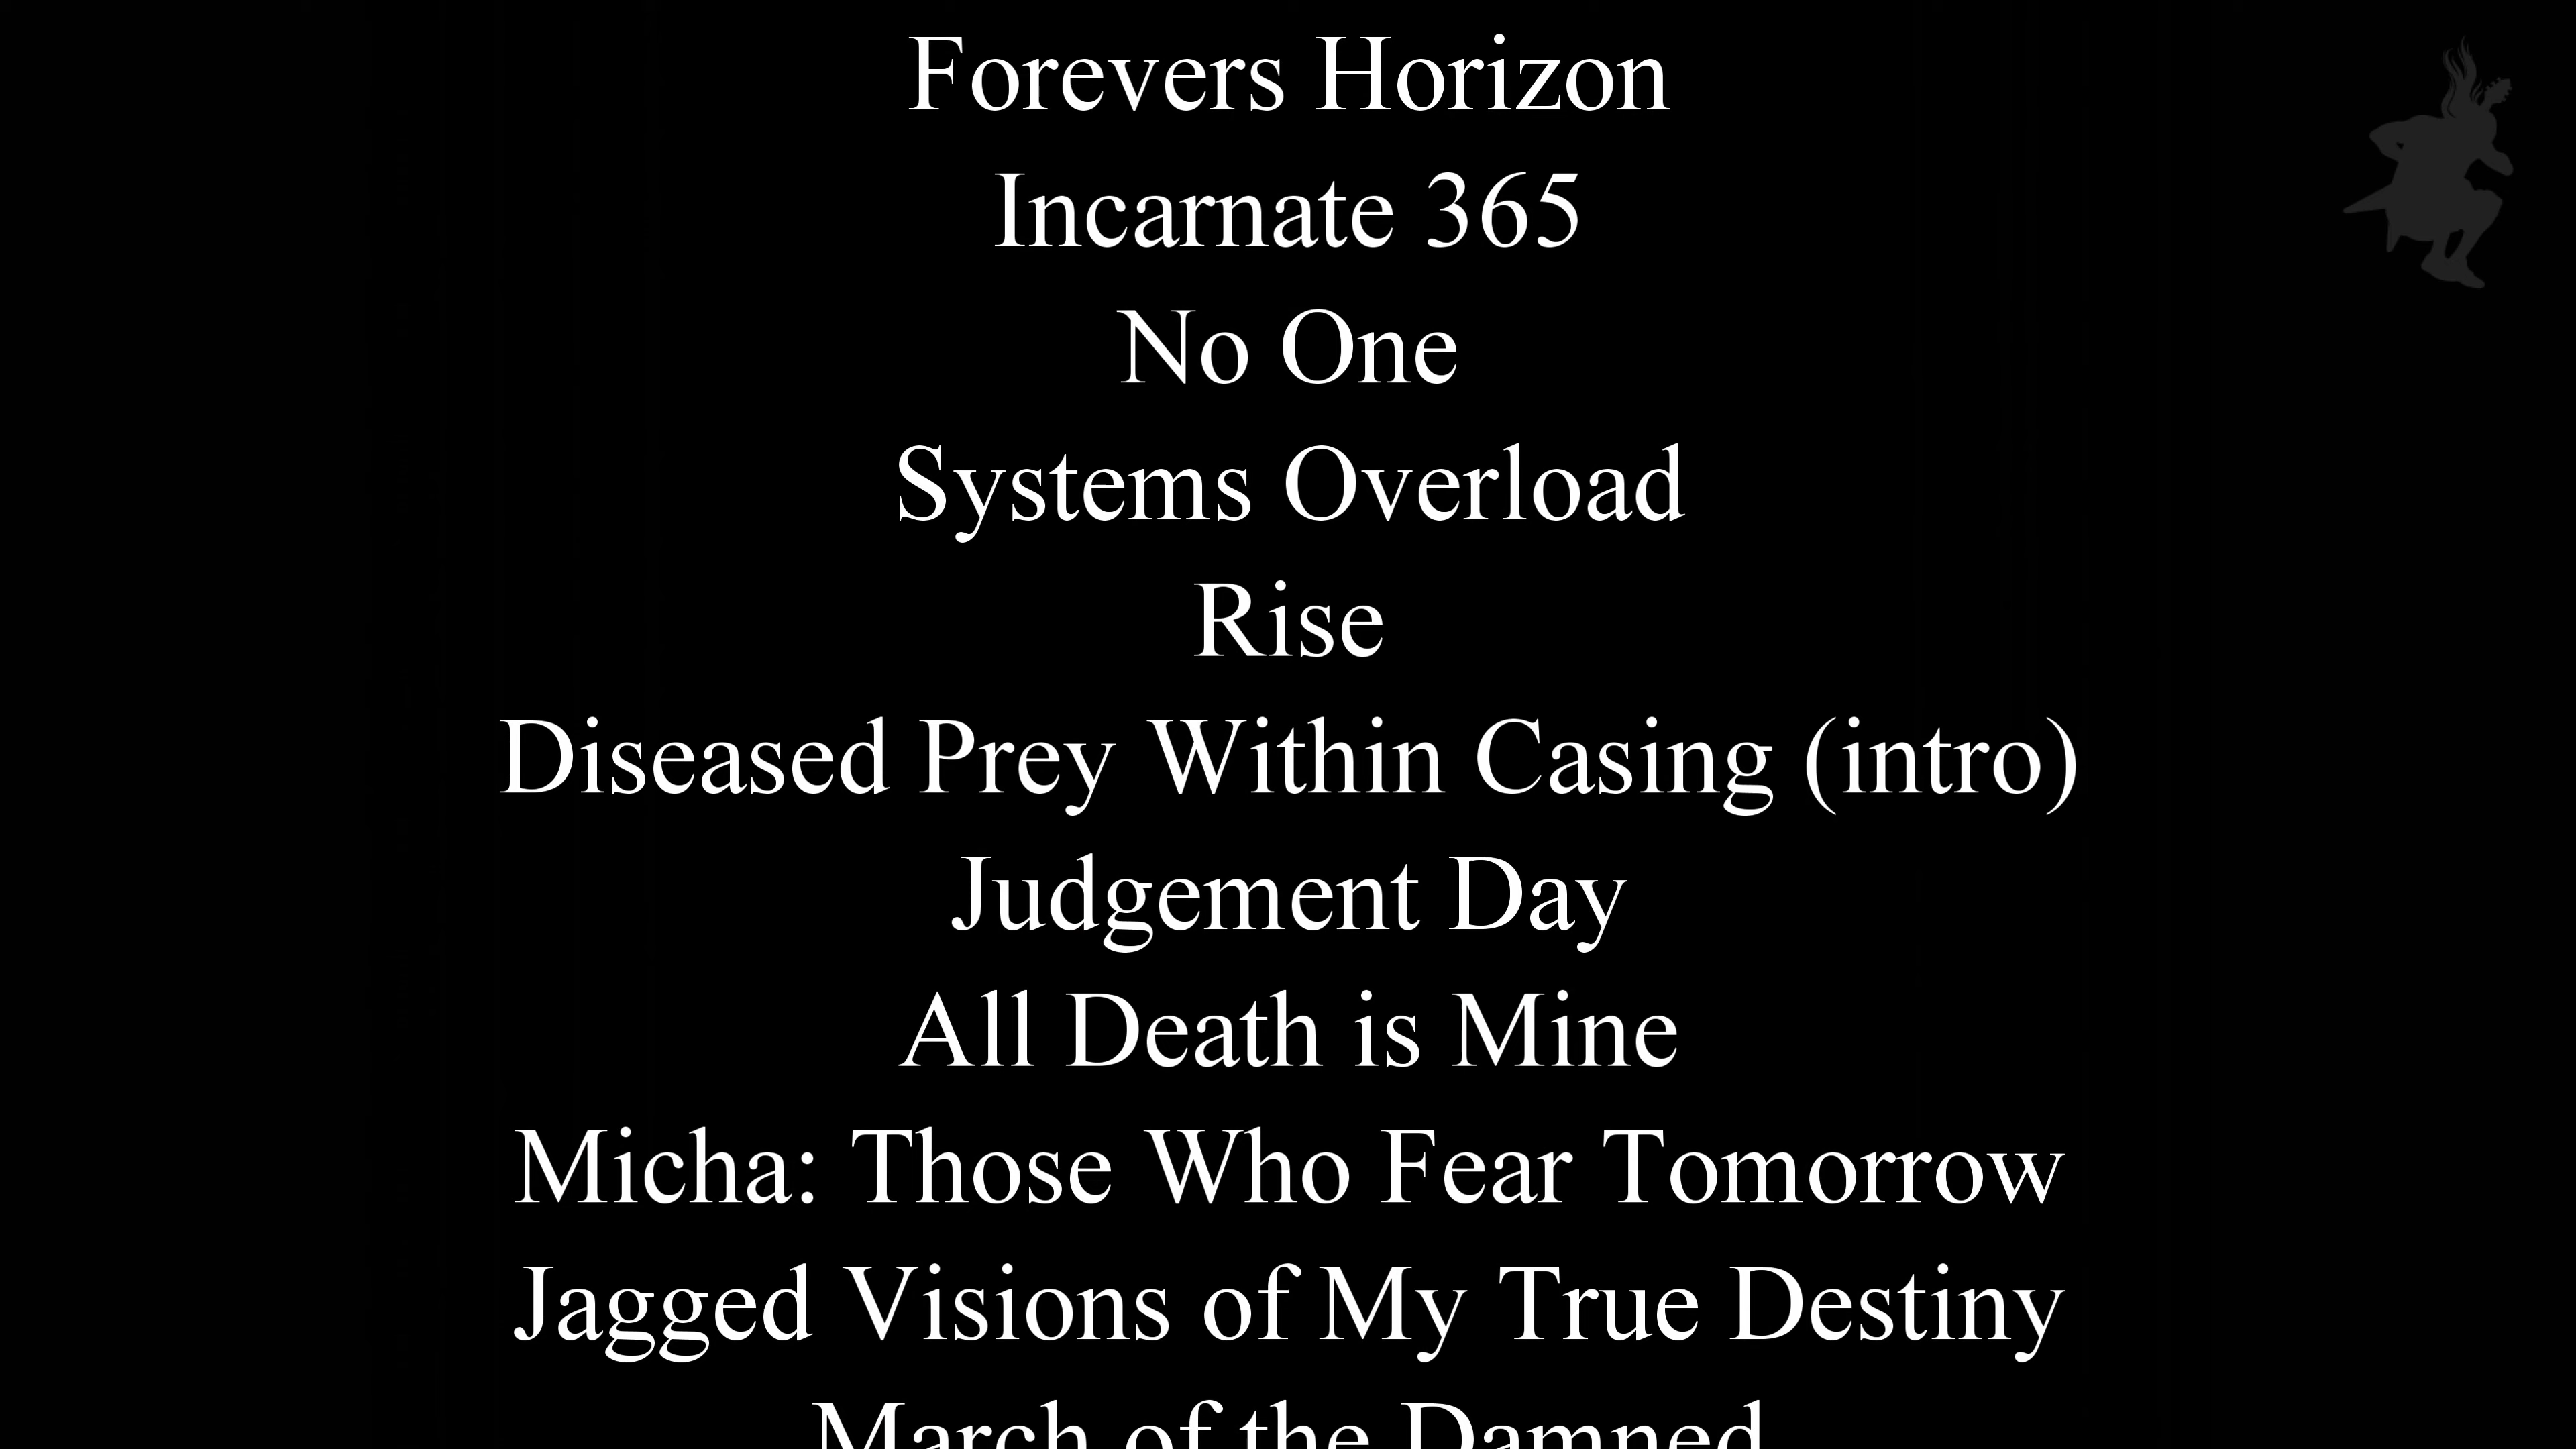 Forevers Horizon
Incarnate 365
No One
Systems Overload
Rise
Diseased Prey Within Casing (intro)
Judgement Day
All Death is Mine
Micha: Those Who Fear Tomorrow
Jagged Visions of My True Destiny
March of the Damned